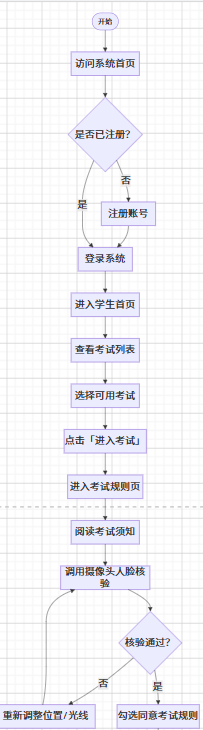 开始
访问系统首页
是否已注册?
否
是
注册账号
登录系统
进入学生首页
查看考试列表
选择可用考试
点击「进入考试」
进入考试规则页
阅读考试须知
调用摄像头人脸核
验
核验通过?
否
是
重新调整位置/光线
勾选同意考试规则